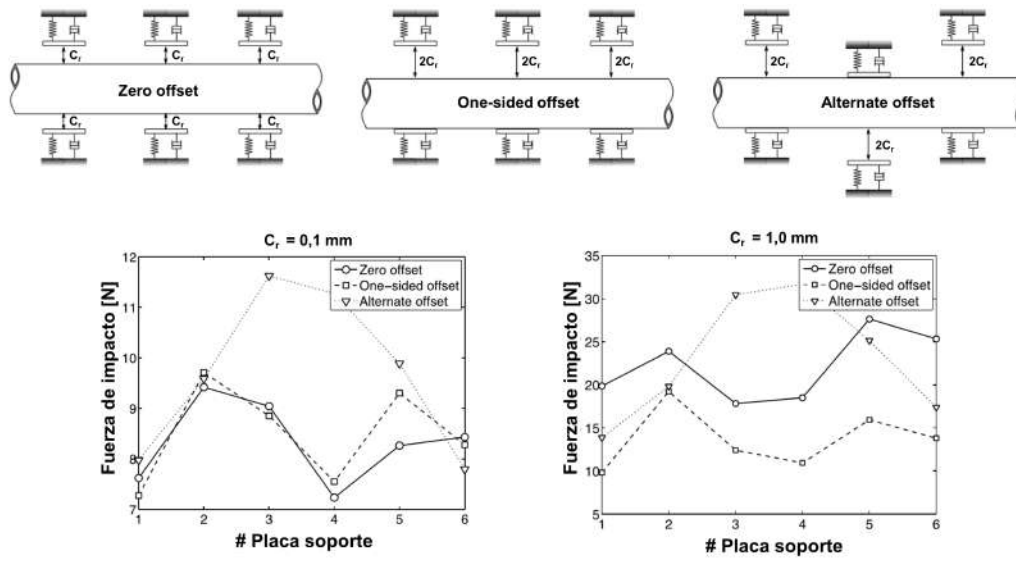 Cᵣ Cᵣ Cᵣ
Zero offset
Cᵣ Cᵣ Cᵣ
2Cᵣ 2Cᵣ 2Cᵣ
One-sided offset
2Cᵣ 2Cᵣ
Alternate offset
2Cᵣ
Cᵣ = 0,1 mm
Zero offset
One-sided offset
Alternate offset
Fuerza de impacto [N]
12
11
10
9
8
7
1 2 3 4 5 6
# Placa soporte
Cᵣ = 1,0 mm
Zero offset
One-sided offset
Alternate offset
Fuerza de impacto [N]
35
30
25
20
15
10
5
1 2 3 4 5 6
# Placa soporte